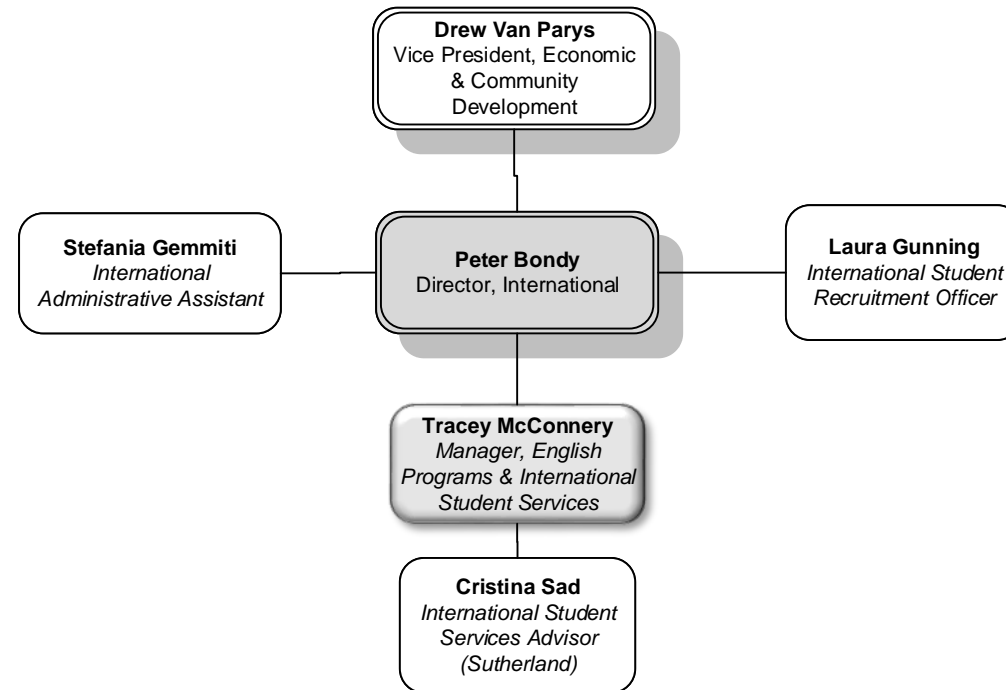 Drew Van Parys
Vice President, Economic
& Community
Development
Stefania Gemmiti
International
Administrative Assistant
Peter Bondy
Director, International
Laura Gunning
International Student
Recruitment Officer
Tracey McConnery
Manager, English
Programs & International
Student Services
Cristina Sad
International Student
Services Advisor
(Sutherland)